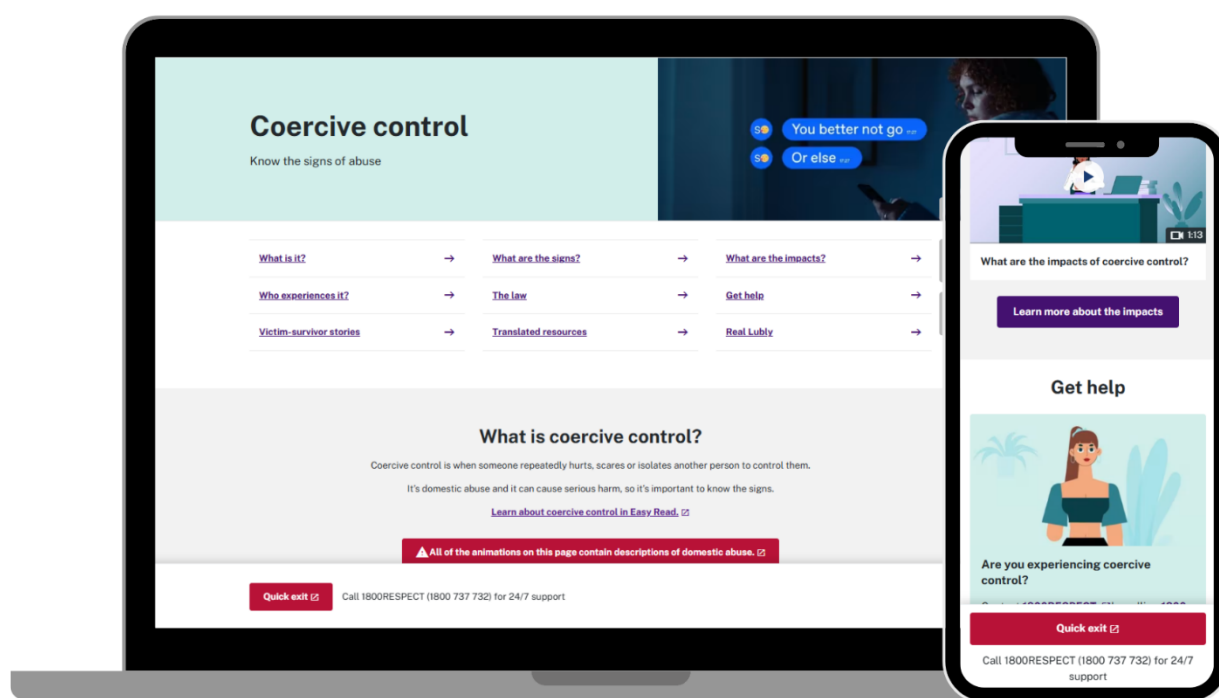 Coercive control
Know the signs of abuse
You better not go
Or else
What is it?
What are the signs?
What are the impacts?
Who experiences it?
The law
Get help
Victim-survivor stories
Translated resources
Real Lubly
What is coercive control?
Coercive control is when someone repeatedly hurts, scares or isolates another person to control them.
It's domestic abuse and it can cause serious harm, so it's important to know the signs.
Learn about coercive control in Easy Read.
All of the animations on this page contain descriptions of domestic abuse.
Quick exit
Call 1800RESPECT (1800 737 732) for 24/7 support
1:13
What are the impacts of coercive control?
Learn more about the impacts
Get help
Are you experiencing coercive
control?
Quick exit
Call 1800RESPECT (1800 737 732) for 24/7
support